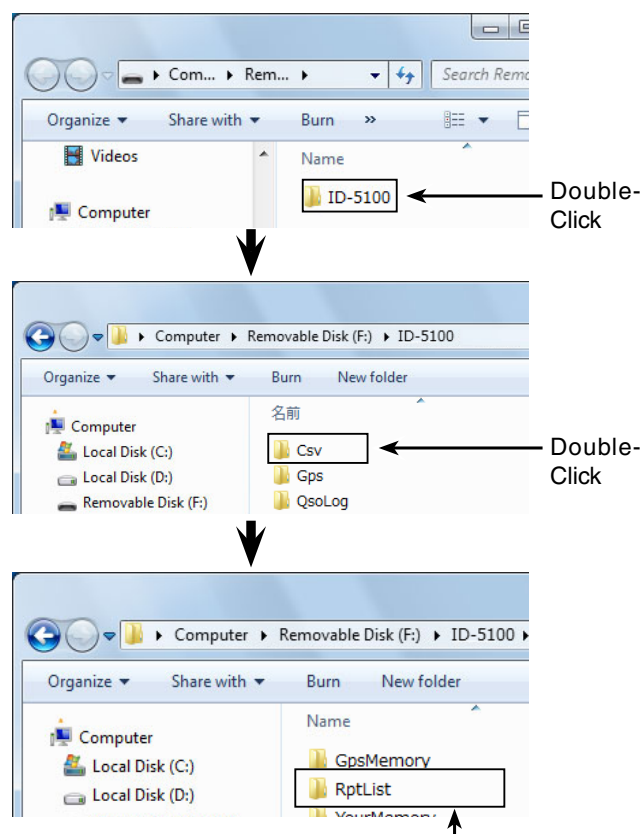 Com... Rem... Search Remo
Organize Share with Burn »
Videos Name
ID-5100 Double-
Click
Computer
Computer Removable Disk (F:) ID-5100
Organize Share with Burn New folder
名前
Computer
Local Disk (C:) Csv Double-
Click
Local Disk (D:) Gps
Removable Disk (F:) QsoLog
Computer Removable Disk (F:) ID-5100
Organize Share with Burn New folder
Name
Computer
GpsMemory
Local Disk (C:)
RptList
Local Disk (D:)
YourMemory